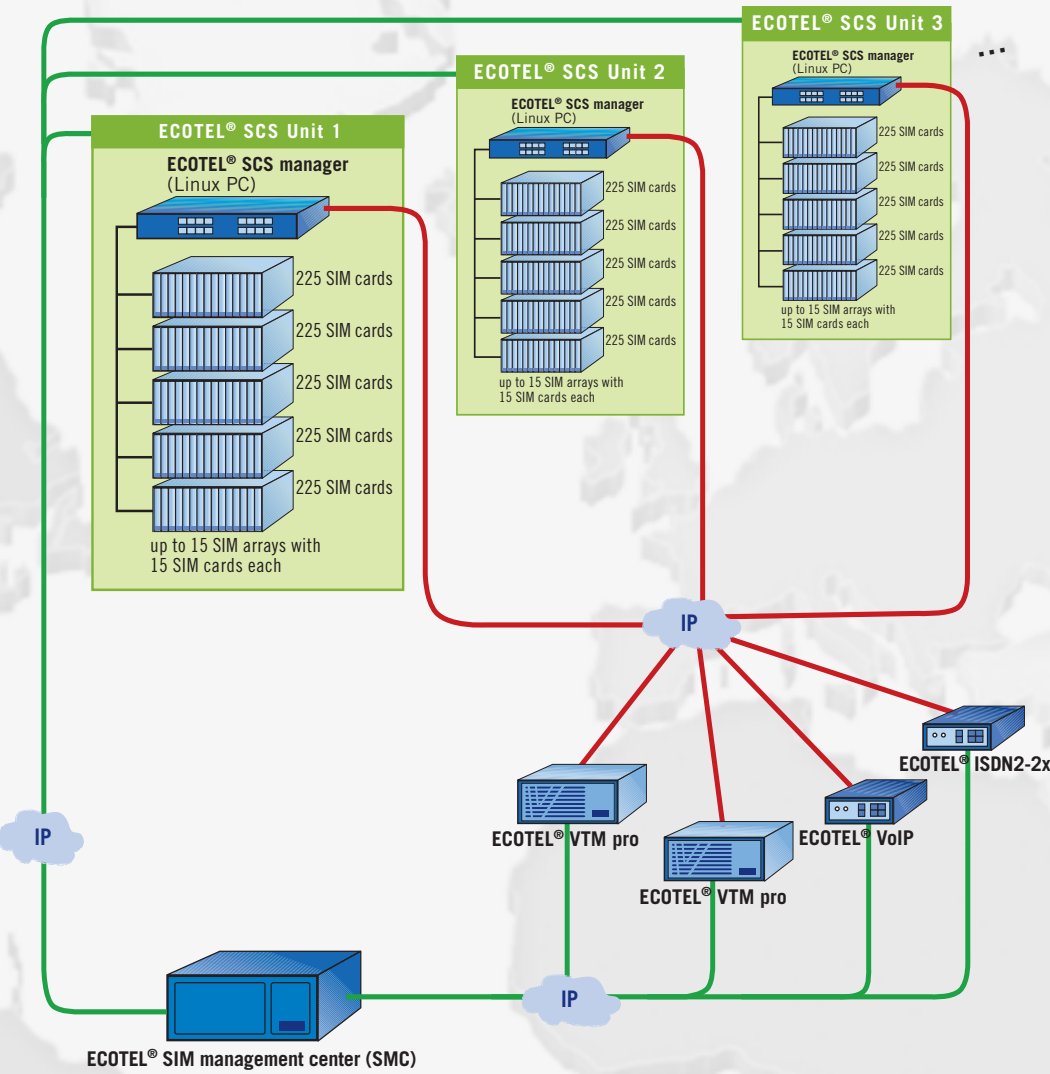 ECOTEL® SCS Unit 1
ECOTEL® SCS manager
(Linux PC)
225 SIM cards
225 SIM cards
225 SIM cards
225 SIM cards
225 SIM cards
up to 15 SIM arrays with
15 SIM cards each
ECOTEL® SCS Unit 2
ECOTEL® SCS manager
(Linux PC)
225 SIM cards
225 SIM cards
225 SIM cards
225 SIM cards
225 SIM cards
up to 15 SIM arrays with
15 SIM cards each
ECOTEL® SCS Unit 3
ECOTEL® SCS manager
(Linux PC)
225 SIM cards
225 SIM cards
225 SIM cards
225 SIM cards
225 SIM cards
up to 15 SIM arrays with
15 SIM cards each
...
IP
ECOTEL® ISDN2-2x
ECOTEL® VTM pro
ECOTEL® VoIP
ECOTEL® VTM pro
IP
IP
ECOTEL® SIM management center (SMC)